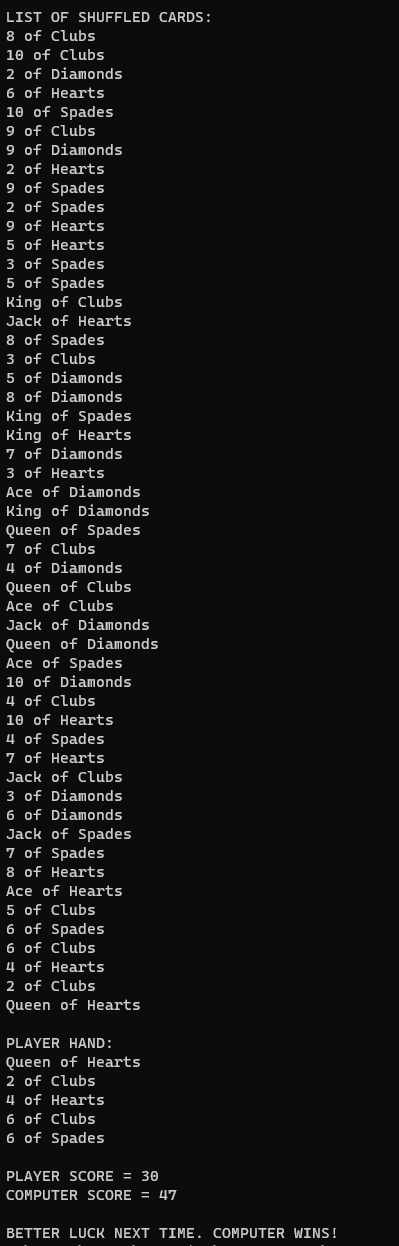 LIST OF SHUFFLED CARDS:
8 of Clubs
10 of Clubs
2 of Diamonds
6 of Hearts
10 of Spades
9 of Clubs
9 of Diamonds
2 of Hearts
9 of Spades
2 of Spades
9 of Hearts
5 of Hearts
3 of Spades
5 of Spades
King of Clubs
Jack of Hearts
8 of Spades
3 of Clubs
5 of Diamonds
8 of Diamonds
King of Spades
King of Hearts
7 of Diamonds
3 of Hearts
Ace of Diamonds
King of Diamonds
Queen of Spades
7 of Clubs
4 of Diamonds
Queen of Clubs
Ace of Clubs
Jack of Diamonds
Queen of Diamonds
Ace of Spades
10 of Diamonds
4 of Clubs
10 of Hearts
4 of Spades
7 of Hearts
Jack of Clubs
3 of Diamonds
6 of Diamonds
Jack of Spades
7 of Spades
8 of Hearts
Ace of Hearts
5 of Clubs
6 of Spades
6 of Clubs
4 of Hearts
2 of Clubs
Queen of Hearts
PLAYER HAND:
Queen of Hearts
2 of Clubs
4 of Hearts
6 of Clubs
6 of Spades
PLAYER SCORE = 30
COMPUTER SCORE = 47
BETTER LUCK NEXT TIME. COMPUTER WINS!